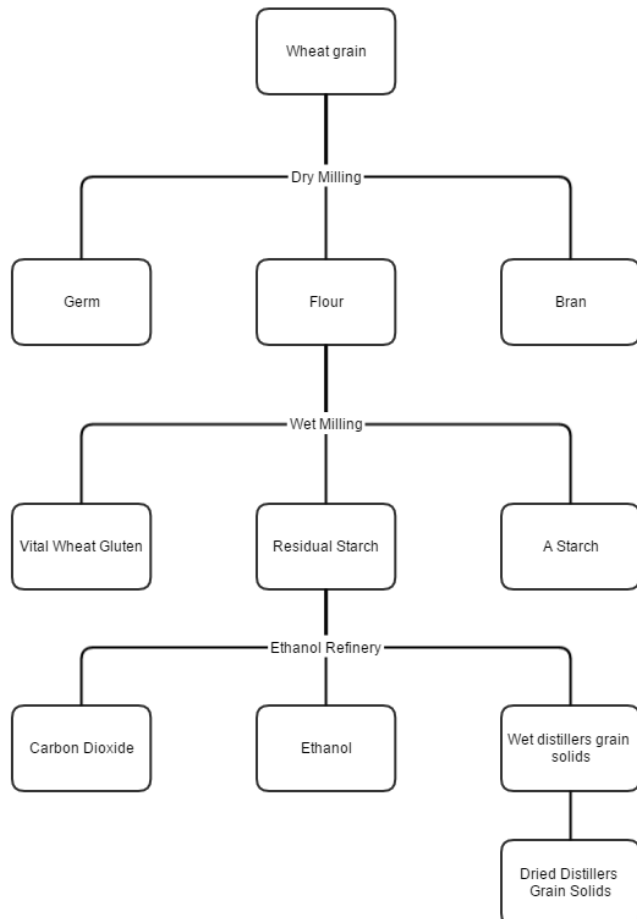 Wheat grain
Dry Milling
Germ
Flour
Bran
Wet Milling
Vital Wheat Gluten
Residual Starch
A Starch
Ethanol Refinery
Carbon Dioxide
Ethanol
Wet distillers grain
solids
Dried Distillers
Grain Solids